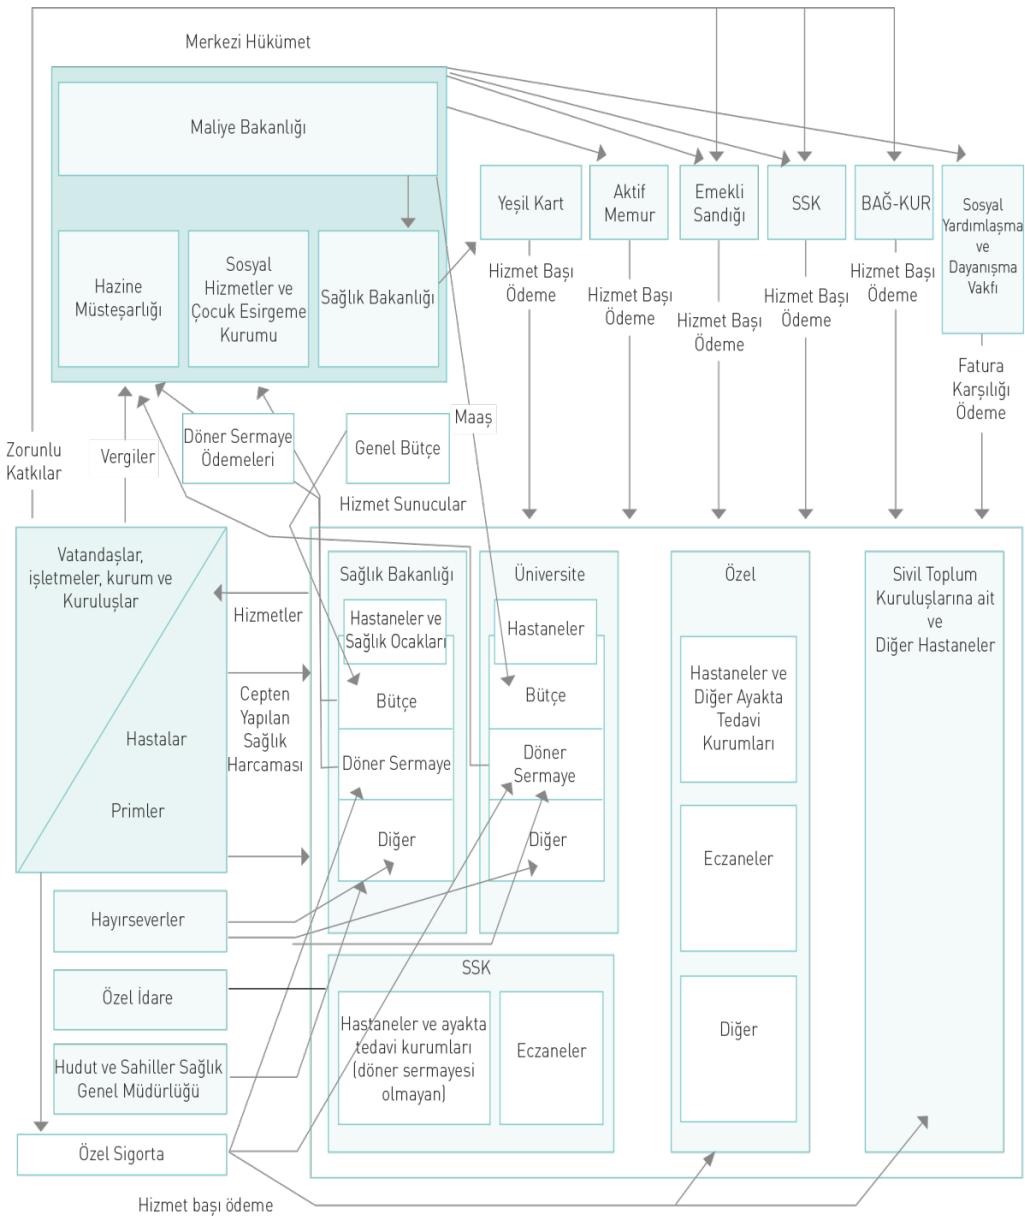 Merkezi Hükümet
Maliye Bakanlığı
Hazine
Müsteşarlığı
Sosyal
Hizmetler ve
Çocuk Esirgeme
Kurumu
Sağlık Bakanlığı
Yeşil Kart
Aktif
Memur
Emekli
Sandığı
SSK
BAĞ-KUR
Sosyal
Yardımlaşma
ve
Dayanışma
Vakfı
Hizmet Başı
Ödeme
Hizmet Başı
Ödeme
Hizmet Başı
Ödeme
Hizmet Başı
Ödeme
Hizmet Başı
Ödeme
Fatura
Karşılığı
Ödeme
Zorunlu
Katkılar
Vergiler
Döner Sermaye
Ödemeleri
Genel Bütçe
Maaş
Hizmet Sunucular
Vatandaşlar,
işletmeler, kurum ve
Kuruluşlar
Hastalar
Primler
Hizmetler
Cepten
Yapılan
Sağlık
Harcaması
Sağlık Bakanlığı
Hastaneler ve
Sağlık Ocakları
Bütçe
Döner Sermaye
Diğer
Üniversite
Hastaneler
Bütçe
Döner
Sermaye
Diğer
Özel
Hastaneler ve
Diğer Ayakta
Tedavi
Kurumları
Eczaneler
Diğer
Sivil Toplum
Kuruluşlarına ait
ve
Diğer Hastaneler
Hayırseverler
Özel İdare
Hudut ve Sahiller Sağlık
Genel Müdürlüğü
Özel Sigorta
SSK
Hastaneler ve ayakta
tedavi kurumları
(döner sermayesi
olmayan)
Eczaneler
Hizmet başı ödeme